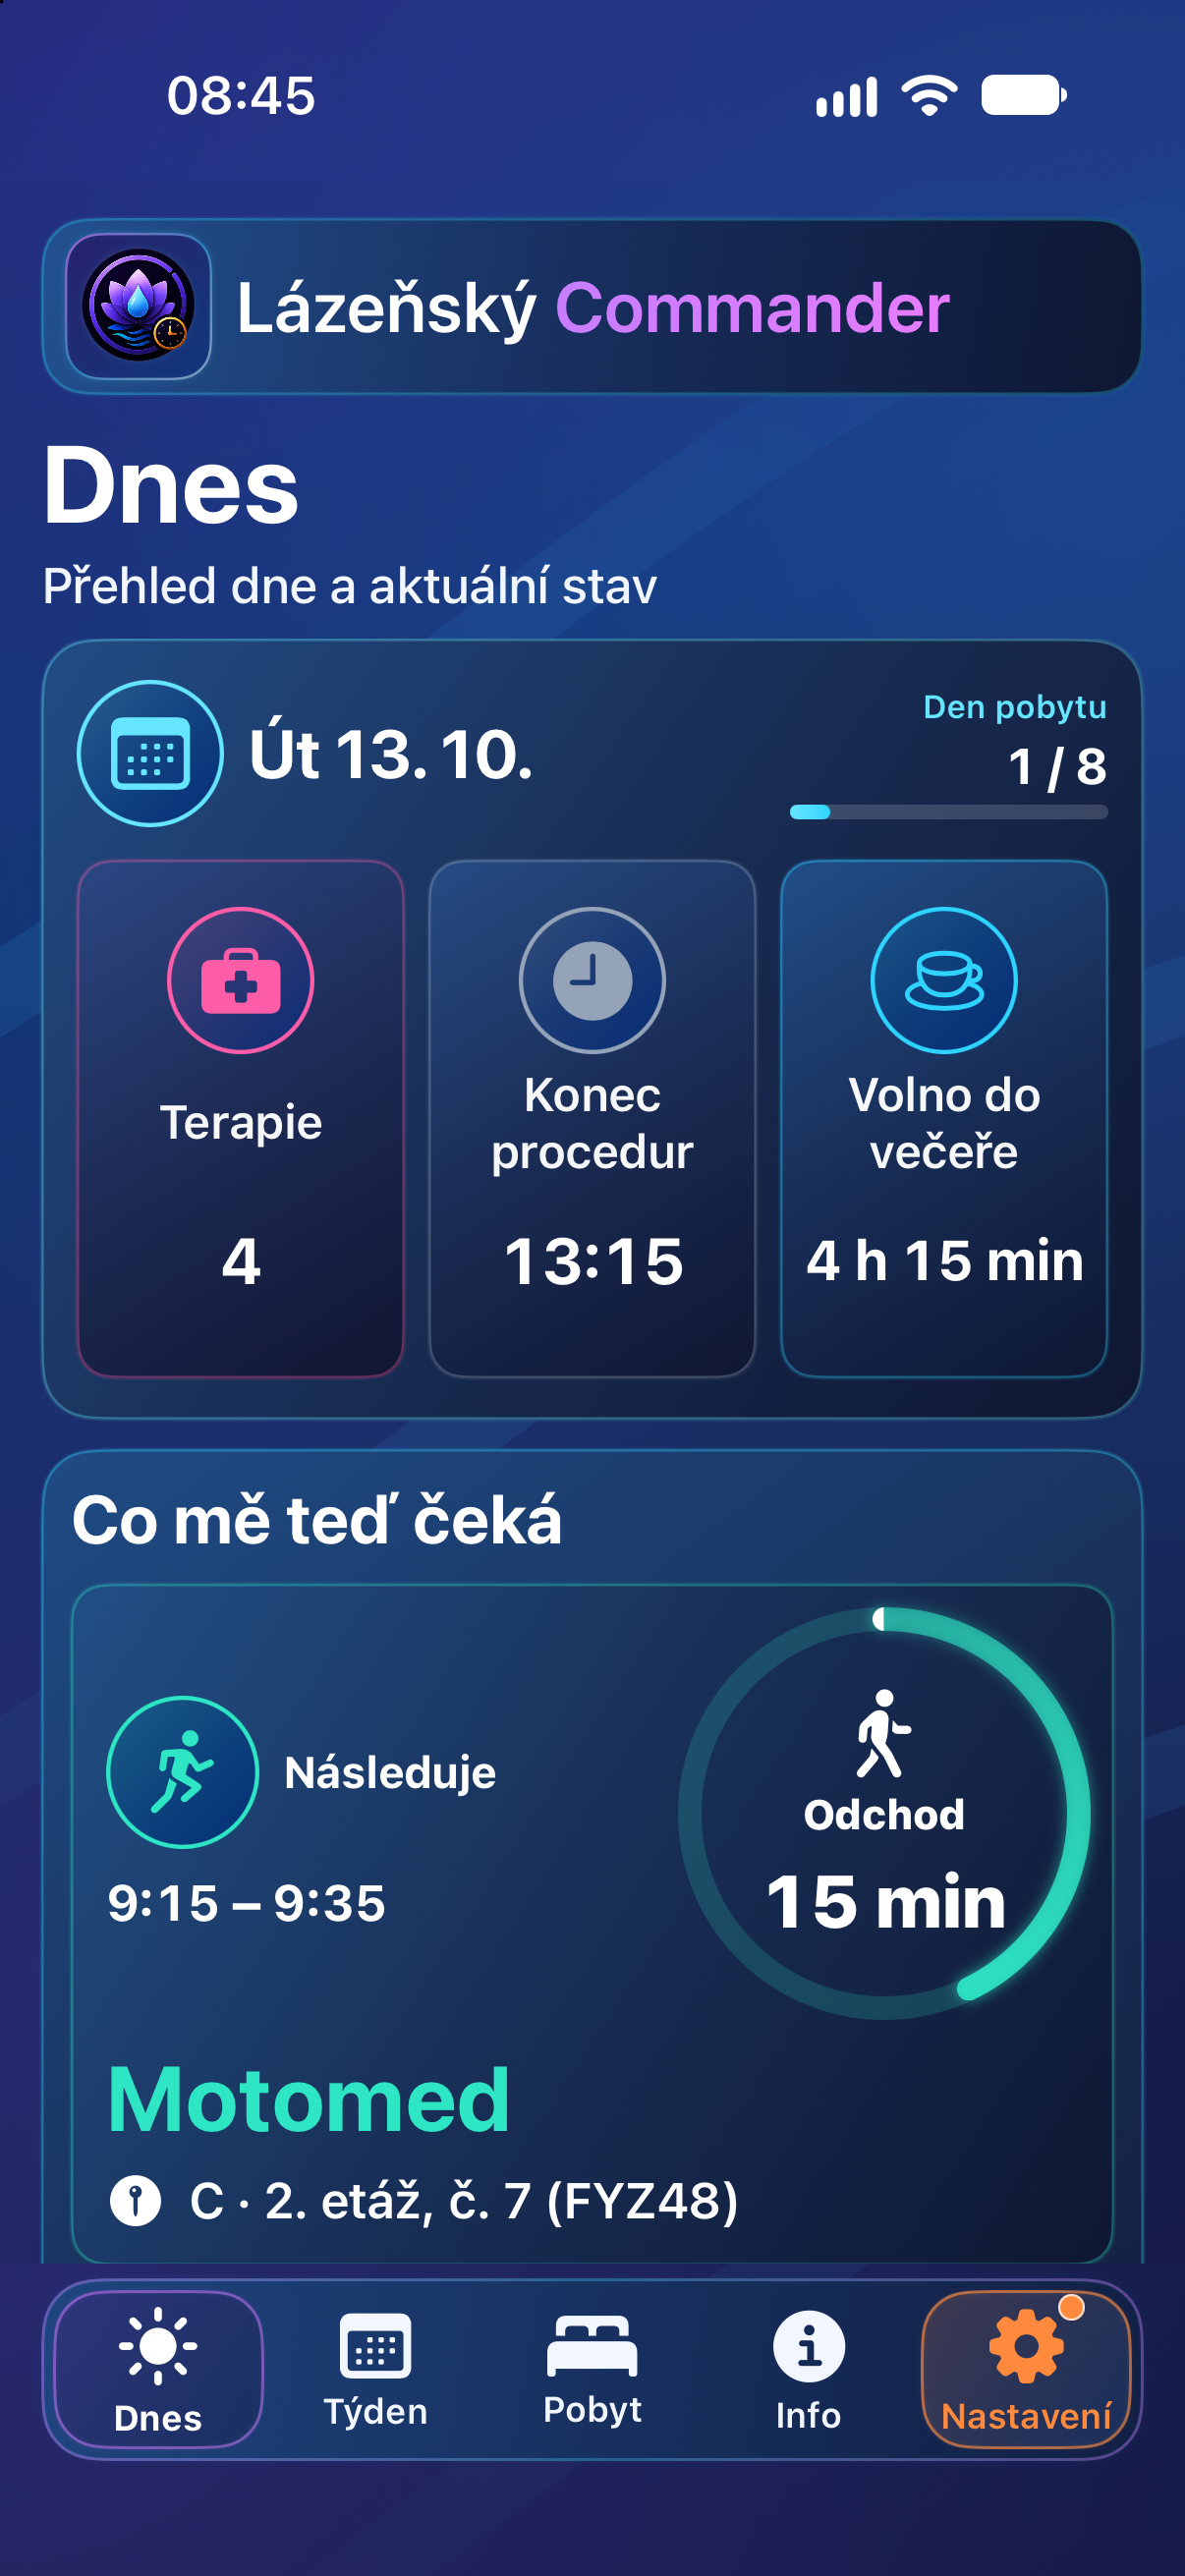 08:45
Lázeňský Commander
Dnes
Přehled dne a aktuální stav
Út 13. 10.
Den pobytu
1 / 8
Terapie
4
Konec
procedur
13:15
Volno do
večeře
4 h 15 min
Co mě teď čeká
Následuje
9:15 – 9:35
Odchod
15 min
Motomed
C · 2. etáž, č. 7 (FYZ48)
Dnes
Týden
Pobyt
Info
Nastavení